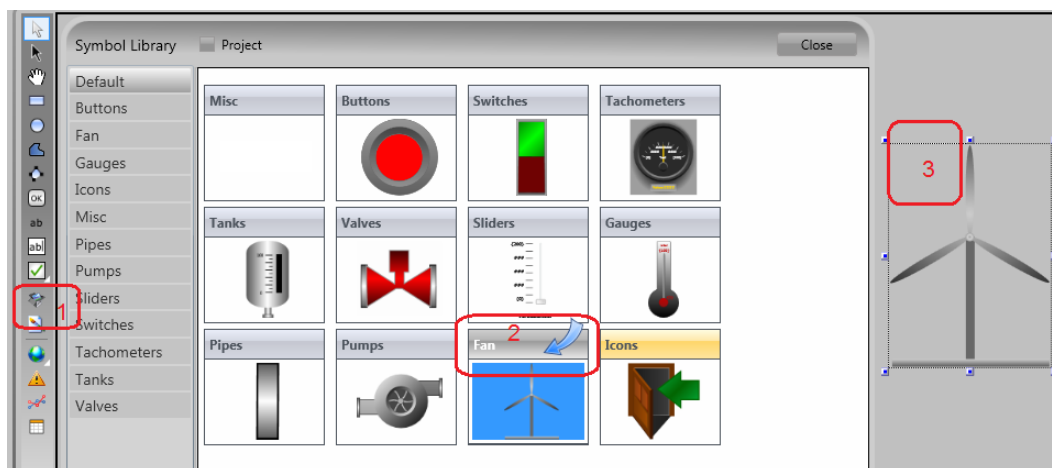 Symbol Library Project Close
Default
Buttons
Fan
Gauges
Icons
Misc
Pipes
Pumps
Sliders
Switches
Tachometers
Tanks
Valves
OK
ab
ab
1
Misc Buttons Switches Tachometers
Tanks Valves Sliders Gauges
Pipes Pumps Fan Icons
2
3